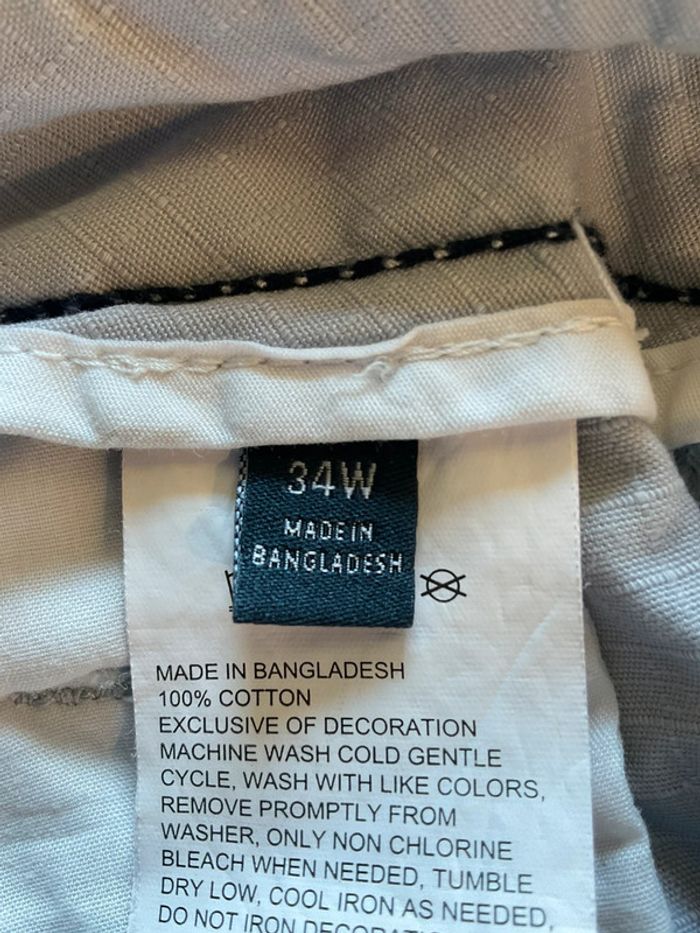 34W
MADE IN
BANGLADESH
MADE IN BANGLADESH
100% COTTON
EXCLUSIVE OF DECORATION
MACHINE WASH COLD GENTLE
CYCLE, WASH WITH LIKE COLORS,
REMOVE PROMPTLY FROM
WASHER, ONLY NON CHLORINE
BLEACH WHEN NEEDED, TUMBLE
DRY LOW, COOL IRON AS NEEDED,
DO NOT IRON